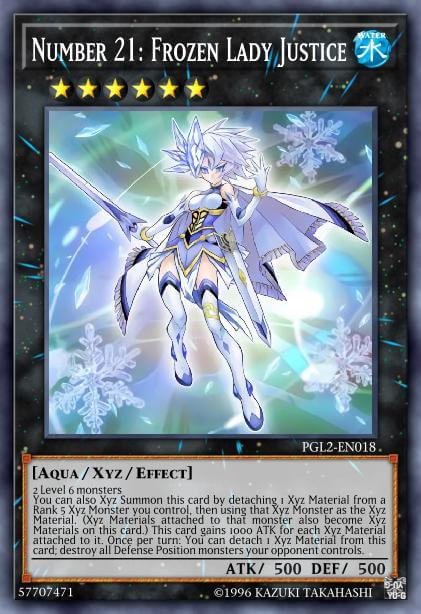 NUMBER 21: FROZEN LADY JUSTICE
WATER
水
PGL2-EN018
[AQUA / XYZ / EFFECT]
2 Level 6 monsters
You can also Xyz Summon this card by detaching 1 Xyz Material from a
Rank 5 Xyz Monster you control, then using that Xyz Monster as the Xyz
Material. (Xyz Materials attached to that monster also become Xyz
Materials on this card.) This card gains 1000 ATK for each Xyz Material
attached to it. Once per turn: You can detach 1 Xyz Material from this
card; destroy all Defense Position monsters your opponent controls.
ATK/ 500 DEF/ 500
57707471
©1996 KAZUKI TAKAHASHI